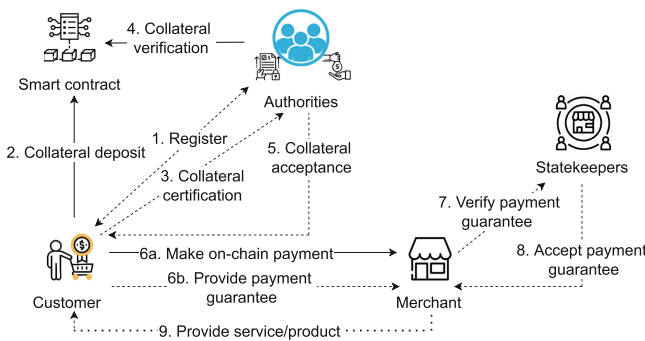 4. Collateral
verification
Smart contract
Authorities
1. Register
2. Collateral deposit
5. Collateral
acceptance
3. Collateral
certification
Statekeepers
7. Verify payment
guarantee
8. Accept payment
guarantee
6a. Make on-chain payment
6b. Provide payment
guarantee
Customer
Merchant
9. Provide service/product